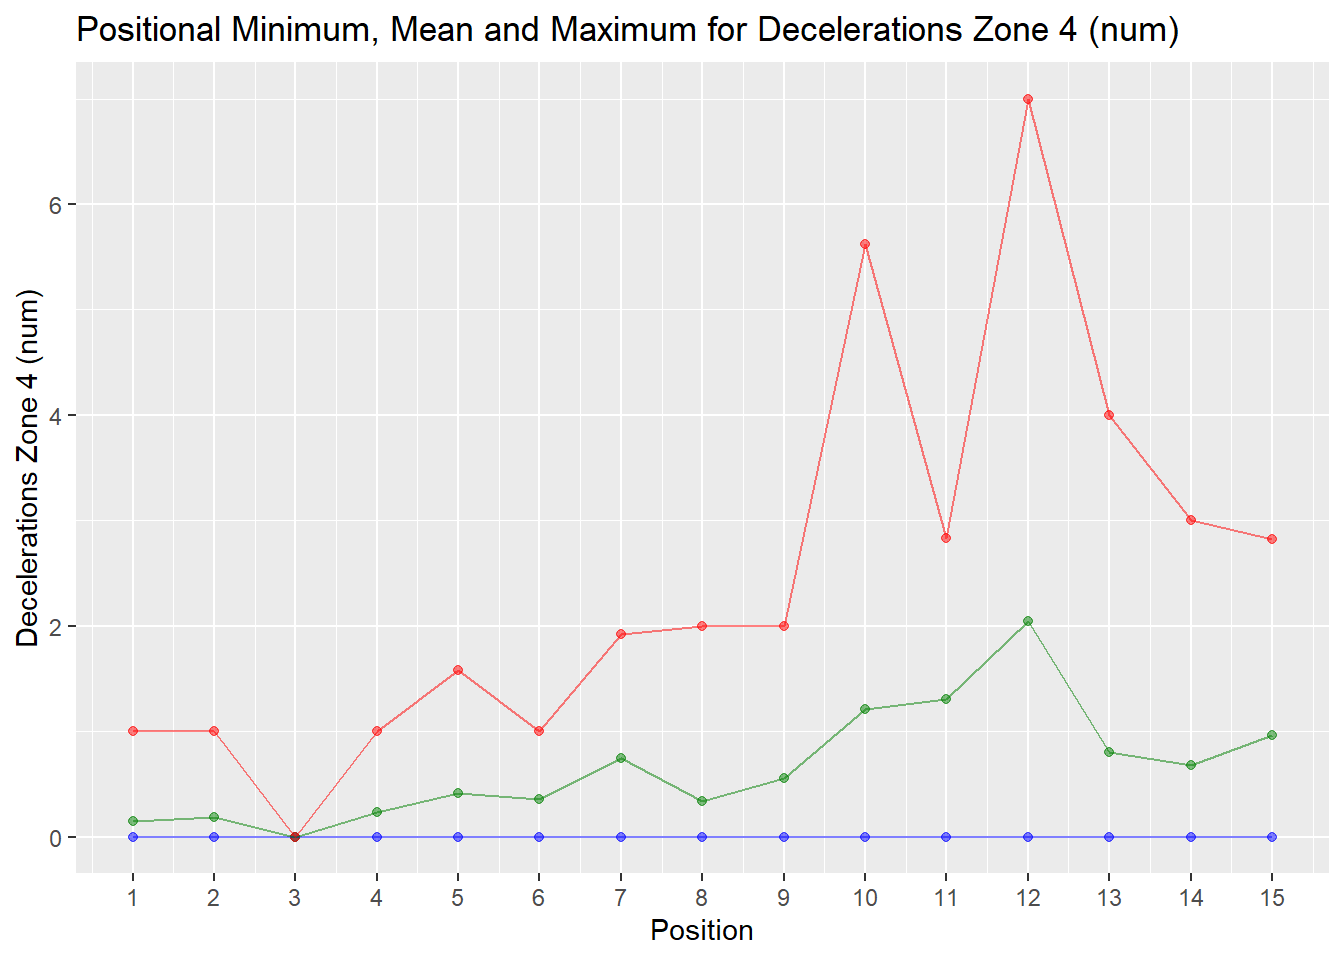 Positional Minimum, Mean and Maximum for Decelerations Zone 4 (num)
Decelerations Zone 4 (num)
6
4
2
0
1 2 3 4 5 6 7 8 9 10 11 12 13 14 15
Position